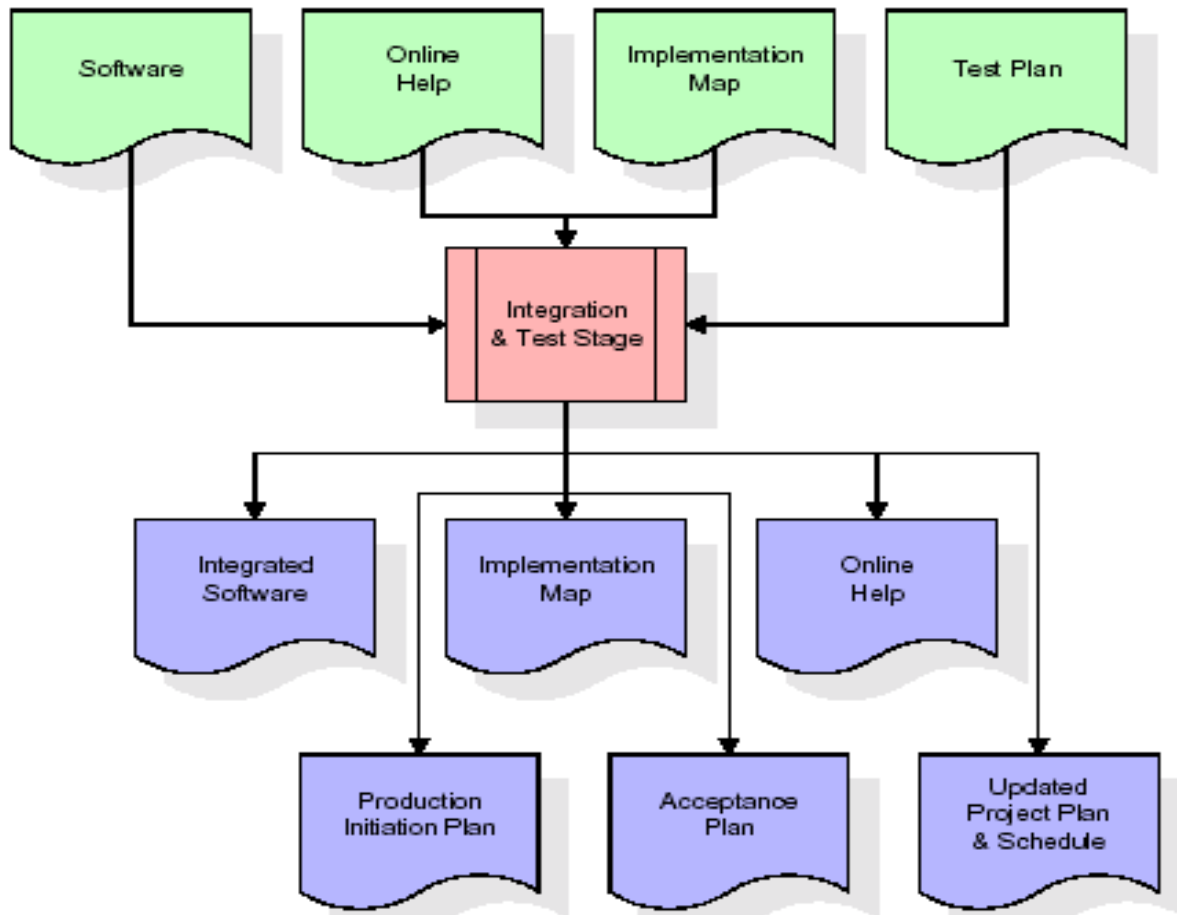 Software
Online
Help
Implementation
Map
Test Plan
Integration
& Test Stage
Integrated
Software
Implementation
Map
Online
Help
Production
Initiation Plan
Acceptance
Plan
Updated
Project Plan
& Schedule